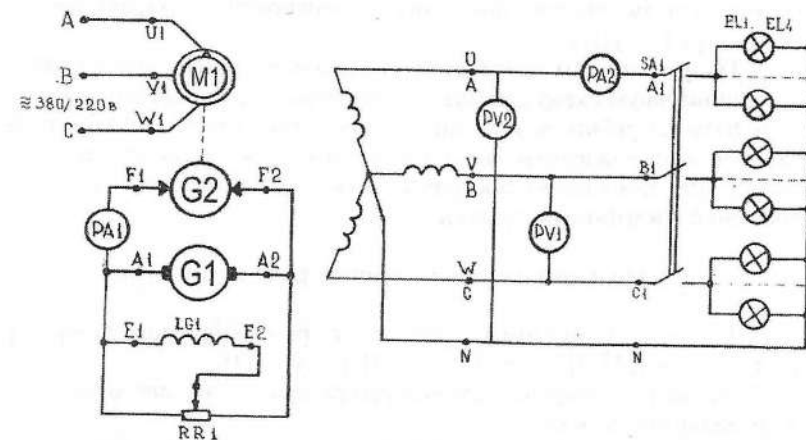 A
U1
.B
V1
M1
≅380/220в
C
W1
F1
G2
F2
PA1
A1
G1
A2
E1
LG1
E2
RR1
U
A
PA2
SA1
A1
EL1. EL4
PV2
V
B
B1
PV1
W
C
C1
N
N